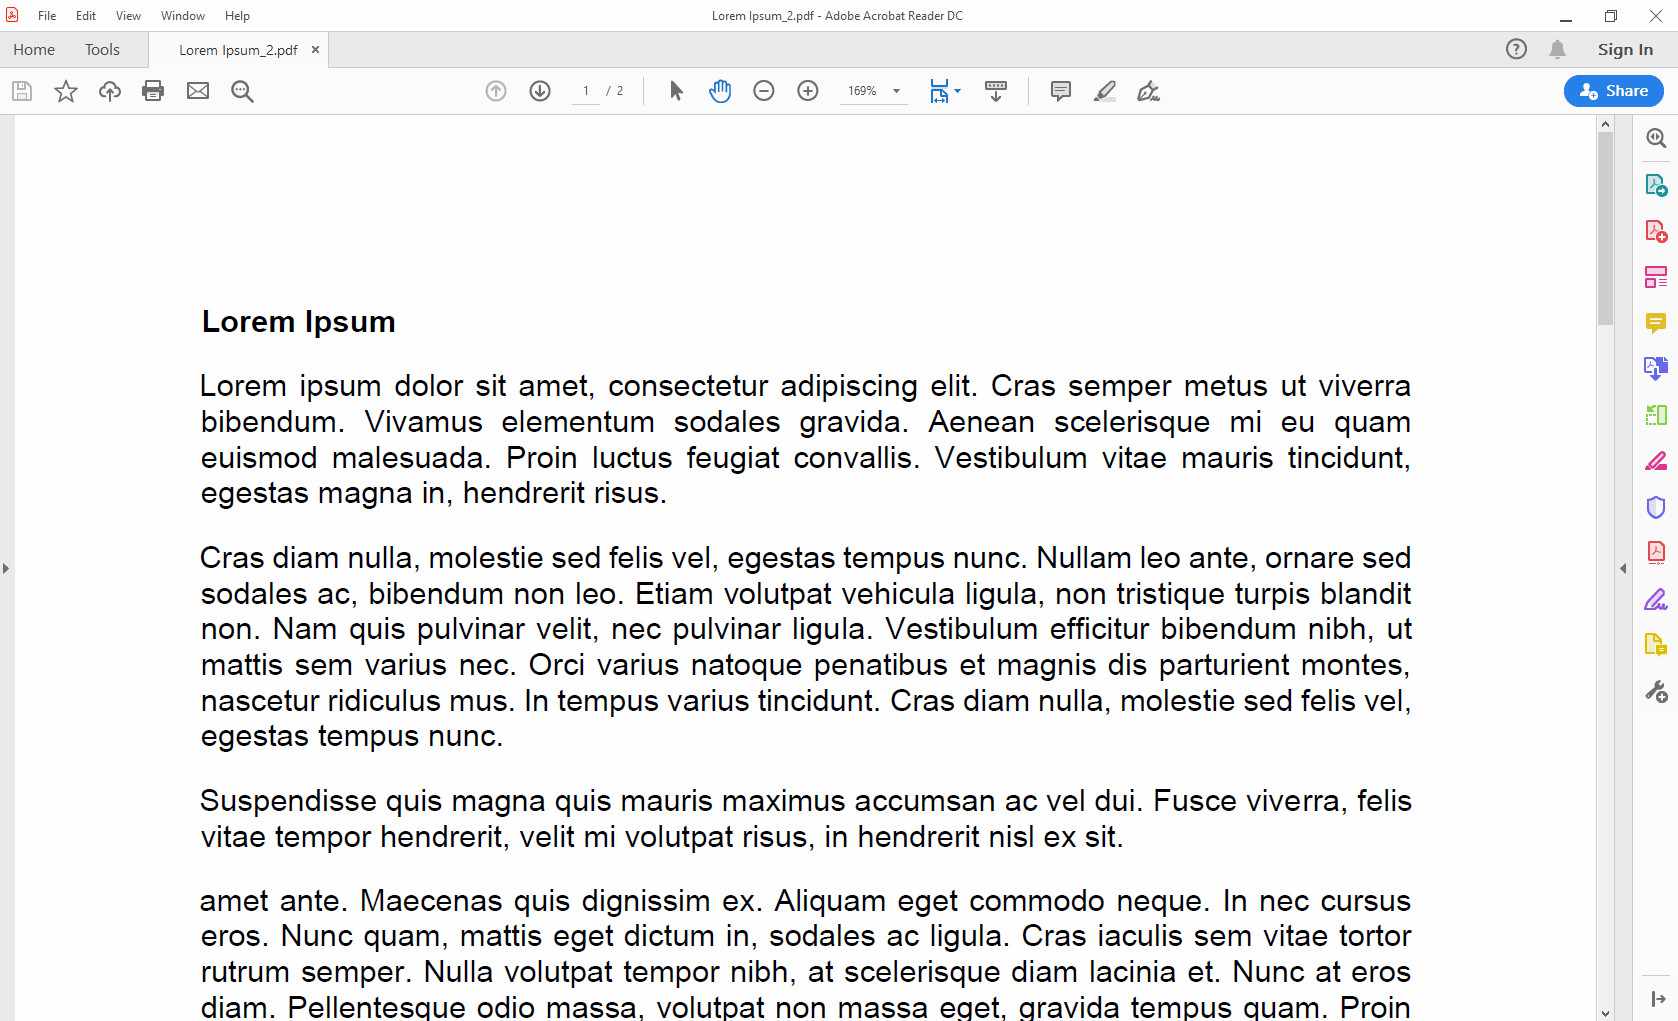 File Edit View Window Help
Lorem Ipsum_2.pdf - Adobe Acrobat Reader DC
Home Tools Lorem Ipsum_2.pdf × Sign In
1 / 2 169% Share
Lorem Ipsum
Lorem ipsum dolor sit amet, consectetur adipiscing elit. Cras semper metus ut viverra
bibendum. Vivamus elementum sodales gravida. Aenean scelerisque mi eu quam
euismod malesuada. Proin luctus feugiat convallis. Vestibulum vitae mauris tincidunt,
egestas magna in, hendrerit risus.
Cras diam nulla, molestie sed felis vel, egestas tempus nunc. Nullam leo ante, ornare sed
sodales ac, bibendum non leo. Etiam volutpat vehicula ligula, non tristique turpis blandit
non. Nam quis pulvinar velit, nec pulvinar ligula. Vestibulum efficitur bibendum nibh, ut
mattis sem varius nec. Orci varius natoque penatibus et magnis dis parturient montes,
nascetur ridiculus mus. In tempus varius tincidunt. Cras diam nulla, molestie sed felis vel,
egestas tempus nunc.
Suspendisse quis magna quis mauris maximus accumsan ac vel dui. Fusce viverra, felis
vitae tempor hendrerit, velit mi volutpat risus, in hendrerit nisl ex sit.
amet ante. Maecenas quis dignissim ex. Aliquam eget commodo neque. In nec cursus
eros. Nunc quam, mattis eget dictum in, sodales ac ligula. Cras iaculis sem vitae tortor
rutrum semper. Nulla volutpat tempor nibh, at scelerisque diam lacinia et. Nunc at eros
diam. Pellentesque odio massa, volutpat non massa eget, gravida tempus quam. Proin